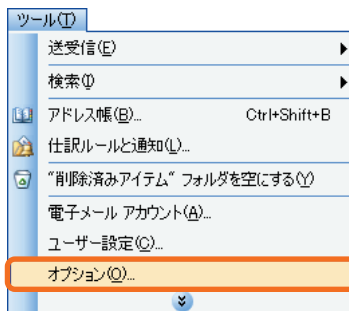 ツール(T)
送受信(E)
検索(I)
アドレス帳(B)... Ctrl+Shift+B
仕訳ルールと通知(L)...
"削除済みアイテム" フォルダを空にする(Y)
電子メール アカウント(A)...
ユーザー設定(C)...
オプション(O)...